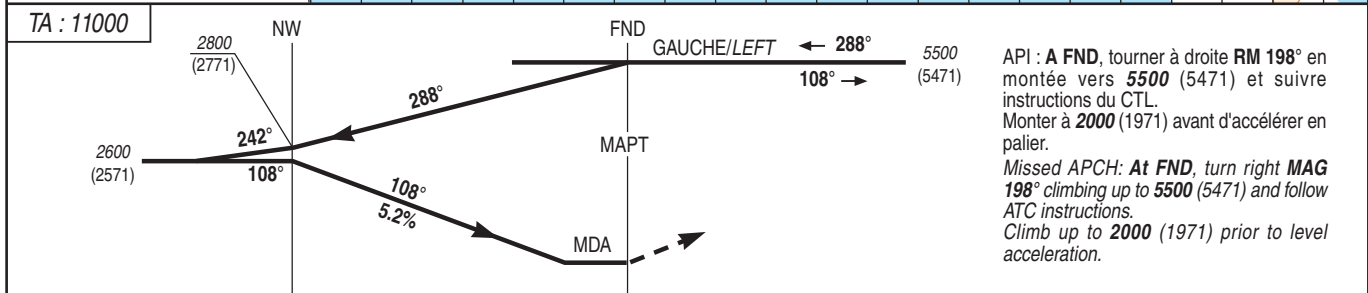 TA : 11000
NW
FND
2800
(2771)
GAUCHE/LEFT ← 288°
108° →
5500
(5471)
288°
242°
2600
(2571)
108°
108°
5.2%
MAPT
MDA
API : A FND, tourner à droite RM 198° en
montée vers 5500 (5471) et suivre
instructions du CTL.
Monter à 2000 (1971) avant d'accélérer en
palier.
Missed APCH: At FND, turn right MAG
198° climbing up to 5500 (5471) and follow
ATC instructions.
Climb up to 2000 (1971) prior to level
acceleration.